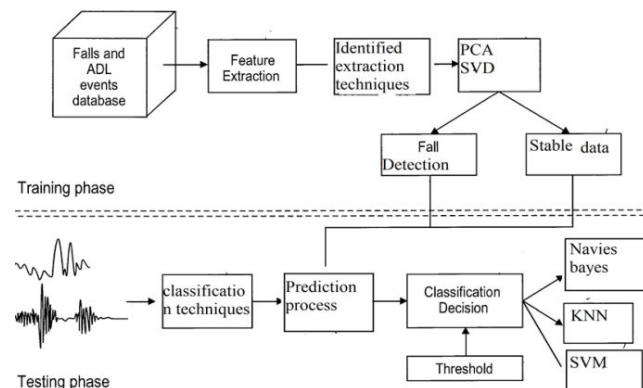 Falls and
ADL
events
database
Feature
Extraction
Identified
extraction
techniques
PCA
SVD
Fall
Detection
Stable data
Training phase
classificatio
n techniques
Prediction
process
Classification
Decision
Navies
bayes
KNN
SVM
Threshold
Testing phase